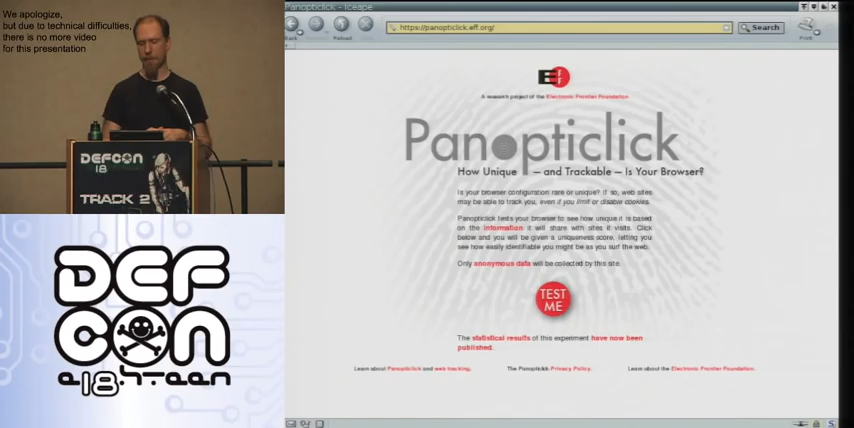 We apologize,
but due to technical difficulties,
there is no more video
for this presentation
DEFCON
18
TRACK 2
DEF
CON
Panopticlick - Iceape
Back
Reload
https://panopticlick.eff.org/
Search
Print
EFF
A research project of the Electronic Frontier Foundation
Panopticlick
How Unique — and Trackable — Is Your Browser?
Is your browser configuration rare or unique? If so, web sites
may be able to track you, even if you limit or disable cookies.
Panopticlick tests your browser to see how unique it is based
on the information it will share with sites it visits. Click
below and you will be given a uniqueness score, letting you
see how easily identifiable you might be as you surf the web.
Only anonymous data will be collected by this site.
TEST
ME
The statistical results of this experiment have now been
published.
Learn about Panopticlick and web tracking.
The Panopticlick Privacy Policy.
Learn about the Electronic Frontier Foundation.